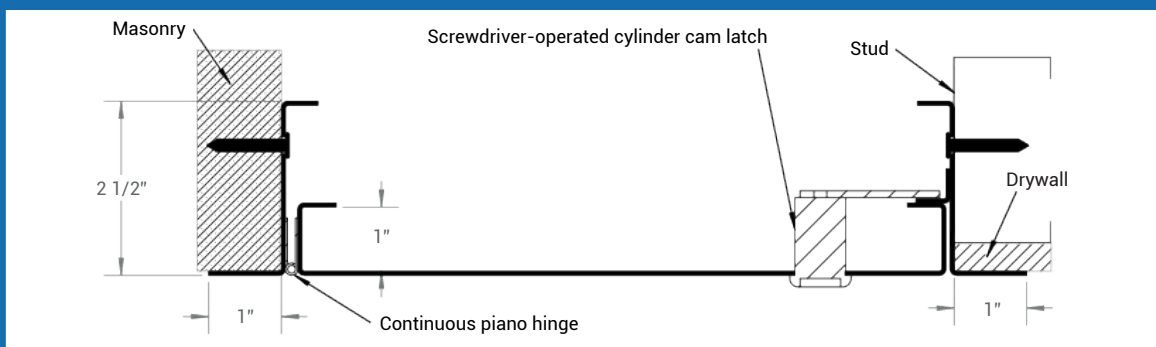 Masonry
Screwdriver-operated cylinder cam latch
Stud
2 1/2"
1"
Drywall
1"
1"
Continuous piano hinge